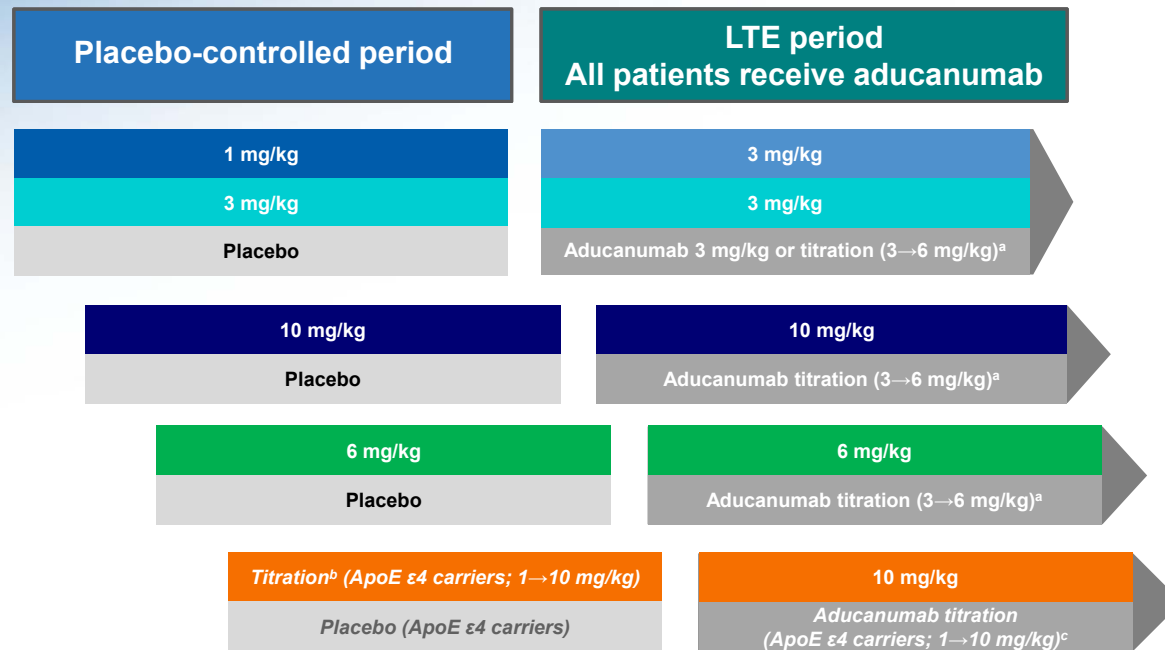 Placebo-controlled period
LTE period
All patients receive aducanumab
1 mg/kg
3 mg/kg
3 mg/kg
3 mg/kg
Placebo
Aducanumab 3 mg/kg or titration (3→6 mg/kg)ᵃ
10 mg/kg
10 mg/kg
Placebo
Aducanumab titration (3→6 mg/kg)ᵃ
6 mg/kg
6 mg/kg
Placebo
Aducanumab titration (3→6 mg/kg)ᵃ
Titrationᵇ (ApoE ε4 carriers; 1→10 mg/kg)
10 mg/kg
Placebo (ApoE ε4 carriers)
Aducanumab titration
(ApoE ε4 carriers; 1→10 mg/kg)ᶜ